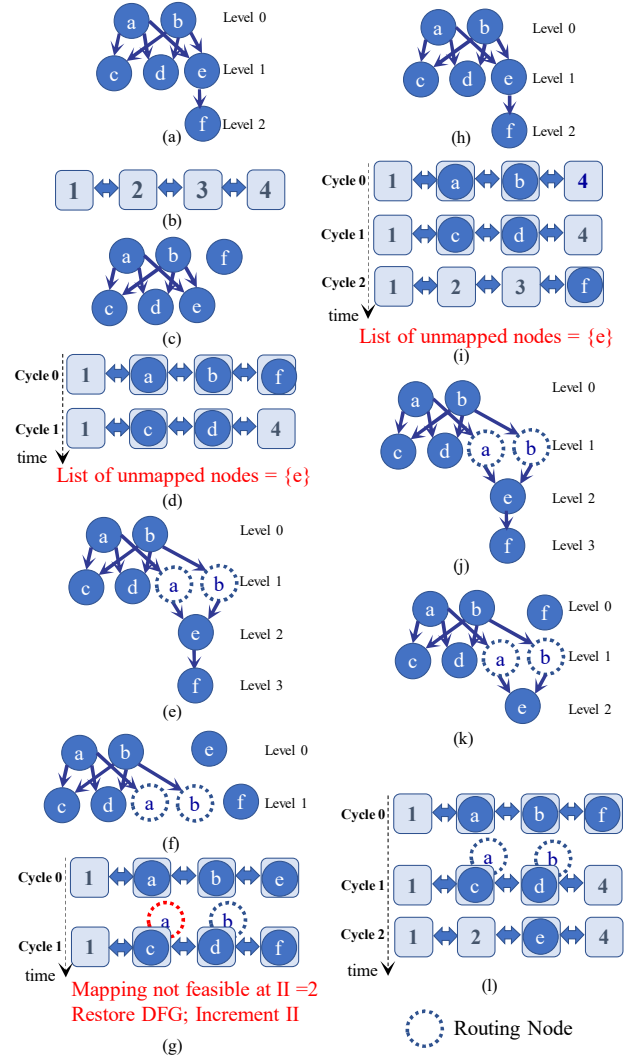 a b Level 0
c d e Level 1
f Level 2
(a)
1 2 3 4
(b)
a b f
c d e
(c)
Cycle 0 1 a b f
Cycle 1 1 c d 4
time
List of unmapped nodes = {e}
(d)
a b Level 0
c d a b Level 1
e Level 2
f Level 3
(e)
a b e Level 0
c d a b f Level 1
(f)
Cycle 0 1 a b e
a b
Cycle 1 1 c d f
time
Mapping not feasible at II =2
Restore DFG; Increment II
(g)
a b Level 0
c d e Level 1
f Level 2
(h)
Cycle 0 1 a b 4
Cycle 1 1 c d 4
Cycle 2 1 2 3 f
time
List of unmapped nodes = {e}
(i)
a b Level 0
c d a b Level 1
e Level 2
f Level 3
(j)
a b f Level 0
c d a b Level 1
e Level 2
(k)
Cycle 0 1 a b f
a b
Cycle 1 1 c d 4
Cycle 2 1 2 e 4
time
(l)
Routing Node